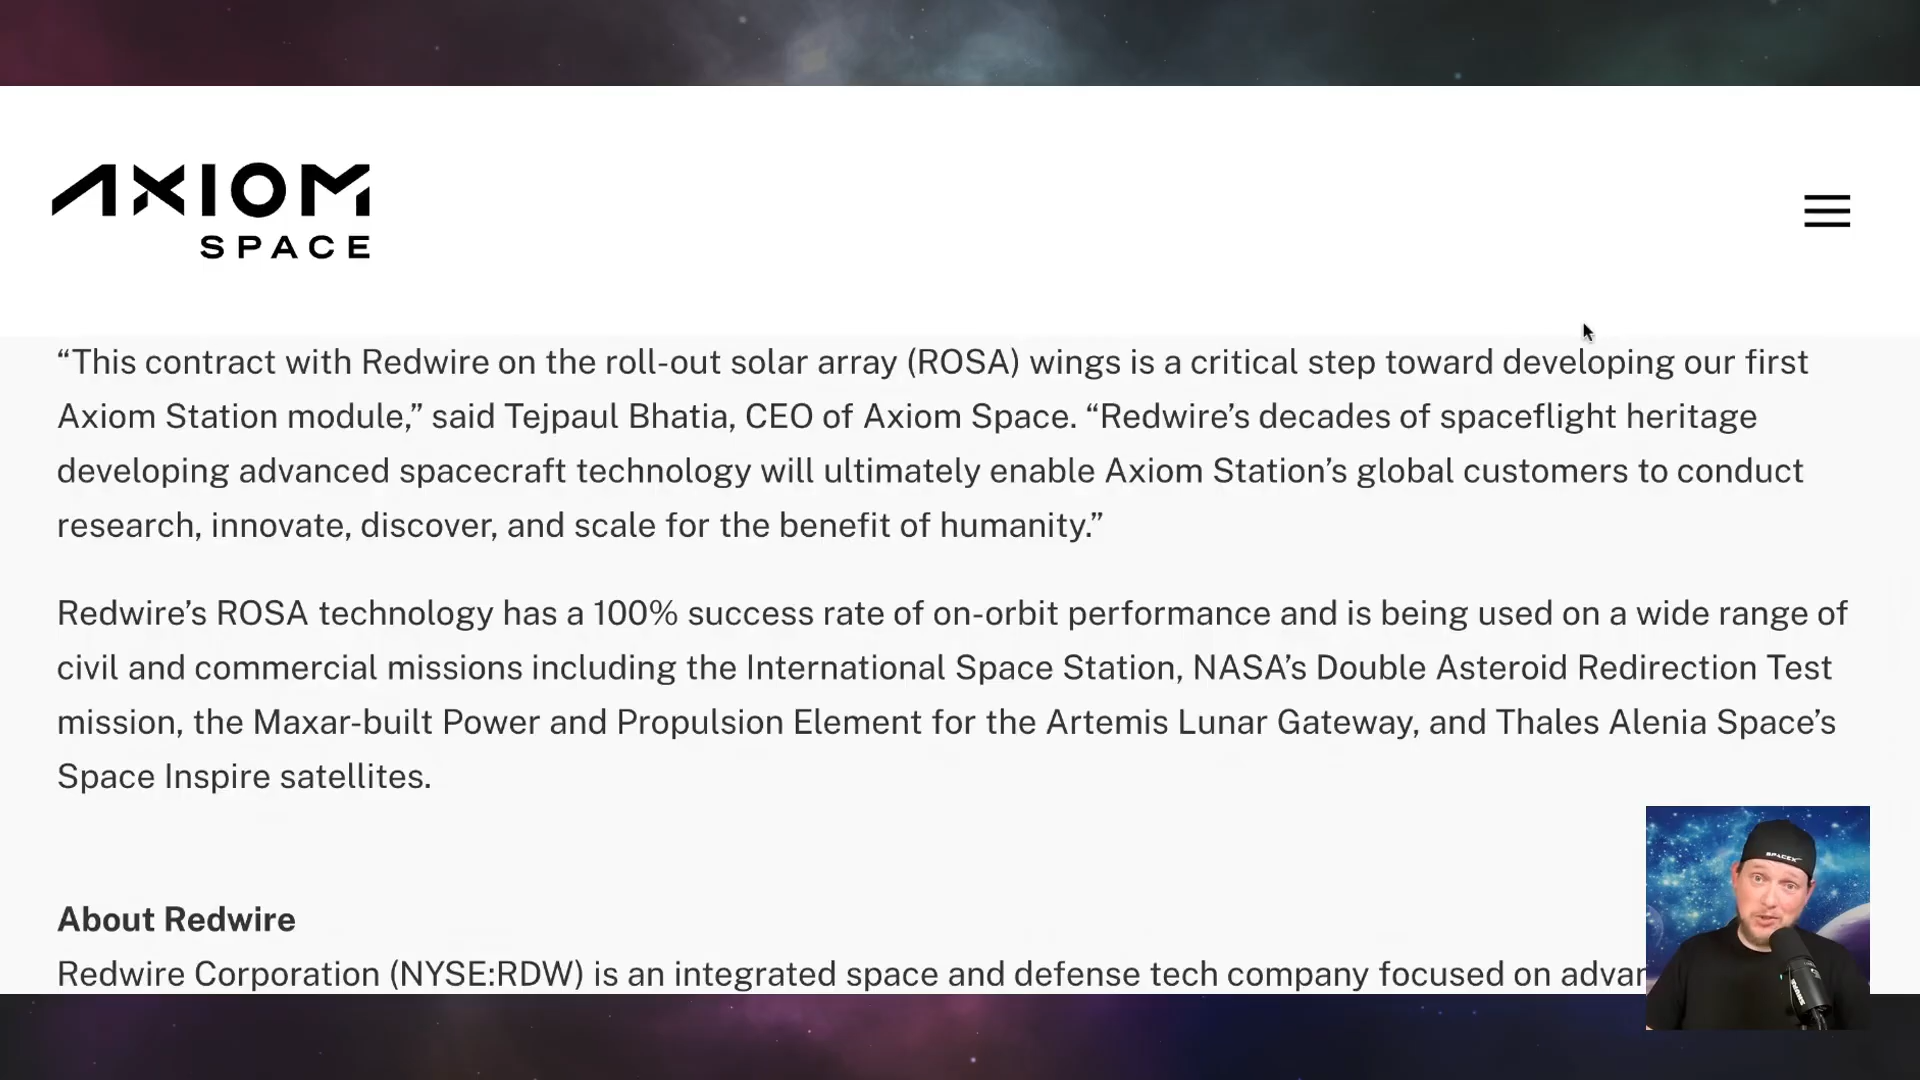 AXIOM
SPACE
“This contract with Redwire on the roll-out solar array (ROSA) wings is a critical step toward developing our first
Axiom Station module,” said Tejpaul Bhatia, CEO of Axiom Space. “Redwire’s decades of spaceflight heritage
developing advanced spacecraft technology will ultimately enable Axiom Station’s global customers to conduct
research, innovate, discover, and scale for the benefit of humanity.”
Redwire’s ROSA technology has a 100% success rate of on-orbit performance and is being used on a wide range of
civil and commercial missions including the International Space Station, NASA’s Double Asteroid Redirection Test
mission, the Maxar-built Power and Propulsion Element for the Artemis Lunar Gateway, and Thales Alenia Space’s
Space Inspire satellites.
About Redwire
Redwire Corporation (NYSE:RDW) is an integrated space and defense tech company focused on advan
SPACEX
SHURE